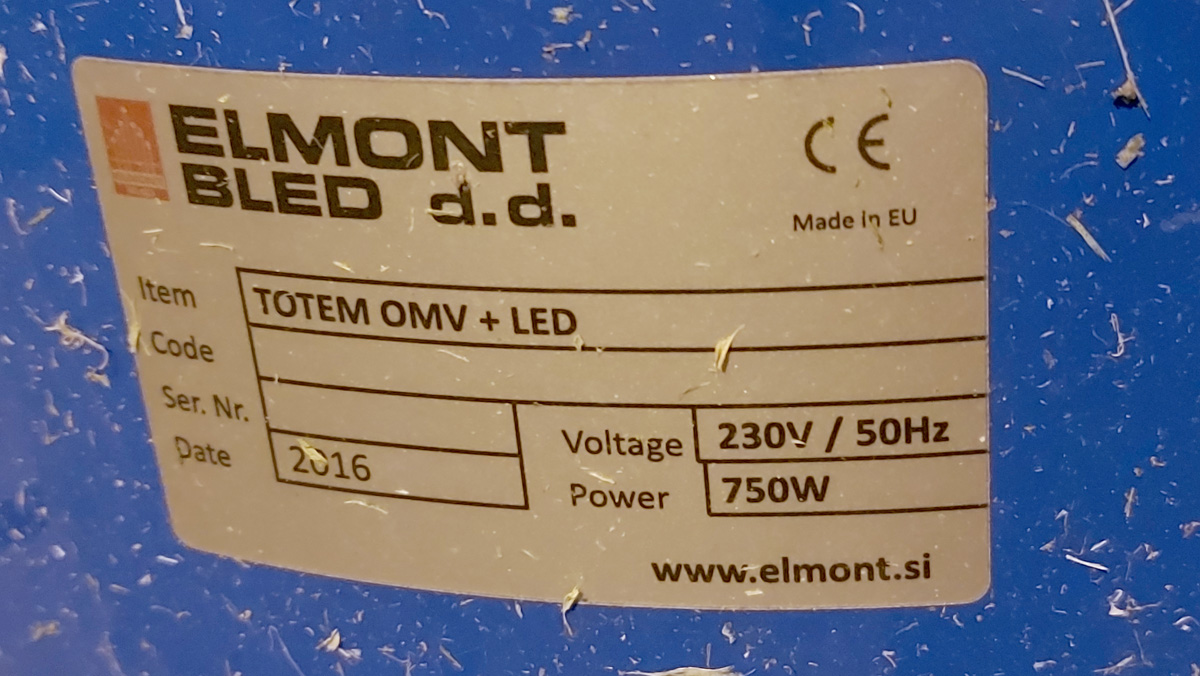 ELMONT
BLED d.d.
CE
Made in EU
Item TOTEM OMV + LED
Code
Ser. Nr.
Voltage 230V / 50Hz
Date 2016
Power 750W
www.elmont.si